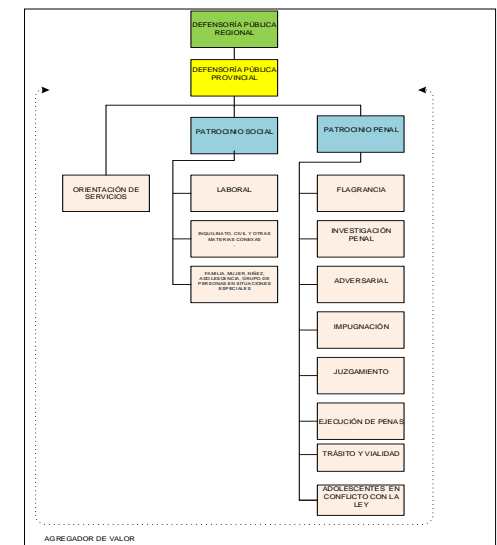 DEFENSORÍA PÚBLICA
REGIONAL
DEFENSORÍA PÚBLICA
PROVINCIAL
PATROCINIO SOCIAL
PATROCINIO PENAL
ORIENTACIÓN DE
SERVICIOS
LABORAL
INQUILINATO, CIVIL Y OTRAS
MATERIAS CONEXAS
FAMILIA, MUJER, NIÑEZ,
ADOLESCENCIA, GRUPO DE
PERSONAS EN SITUACIONES
ESPECIALES
FLAGRANCIA
INVESTIGACIÓN
PENAL
ADVERSARIAL
IMPUGNACIÓN
JUZGAMIENTO
EJECUCIÓN DE PENAS
TRÁSITO Y VIALIDAD
ADOLESCENTES EN
CONFLICTO CON LA
LEY
AGREGADOR DE VALOR